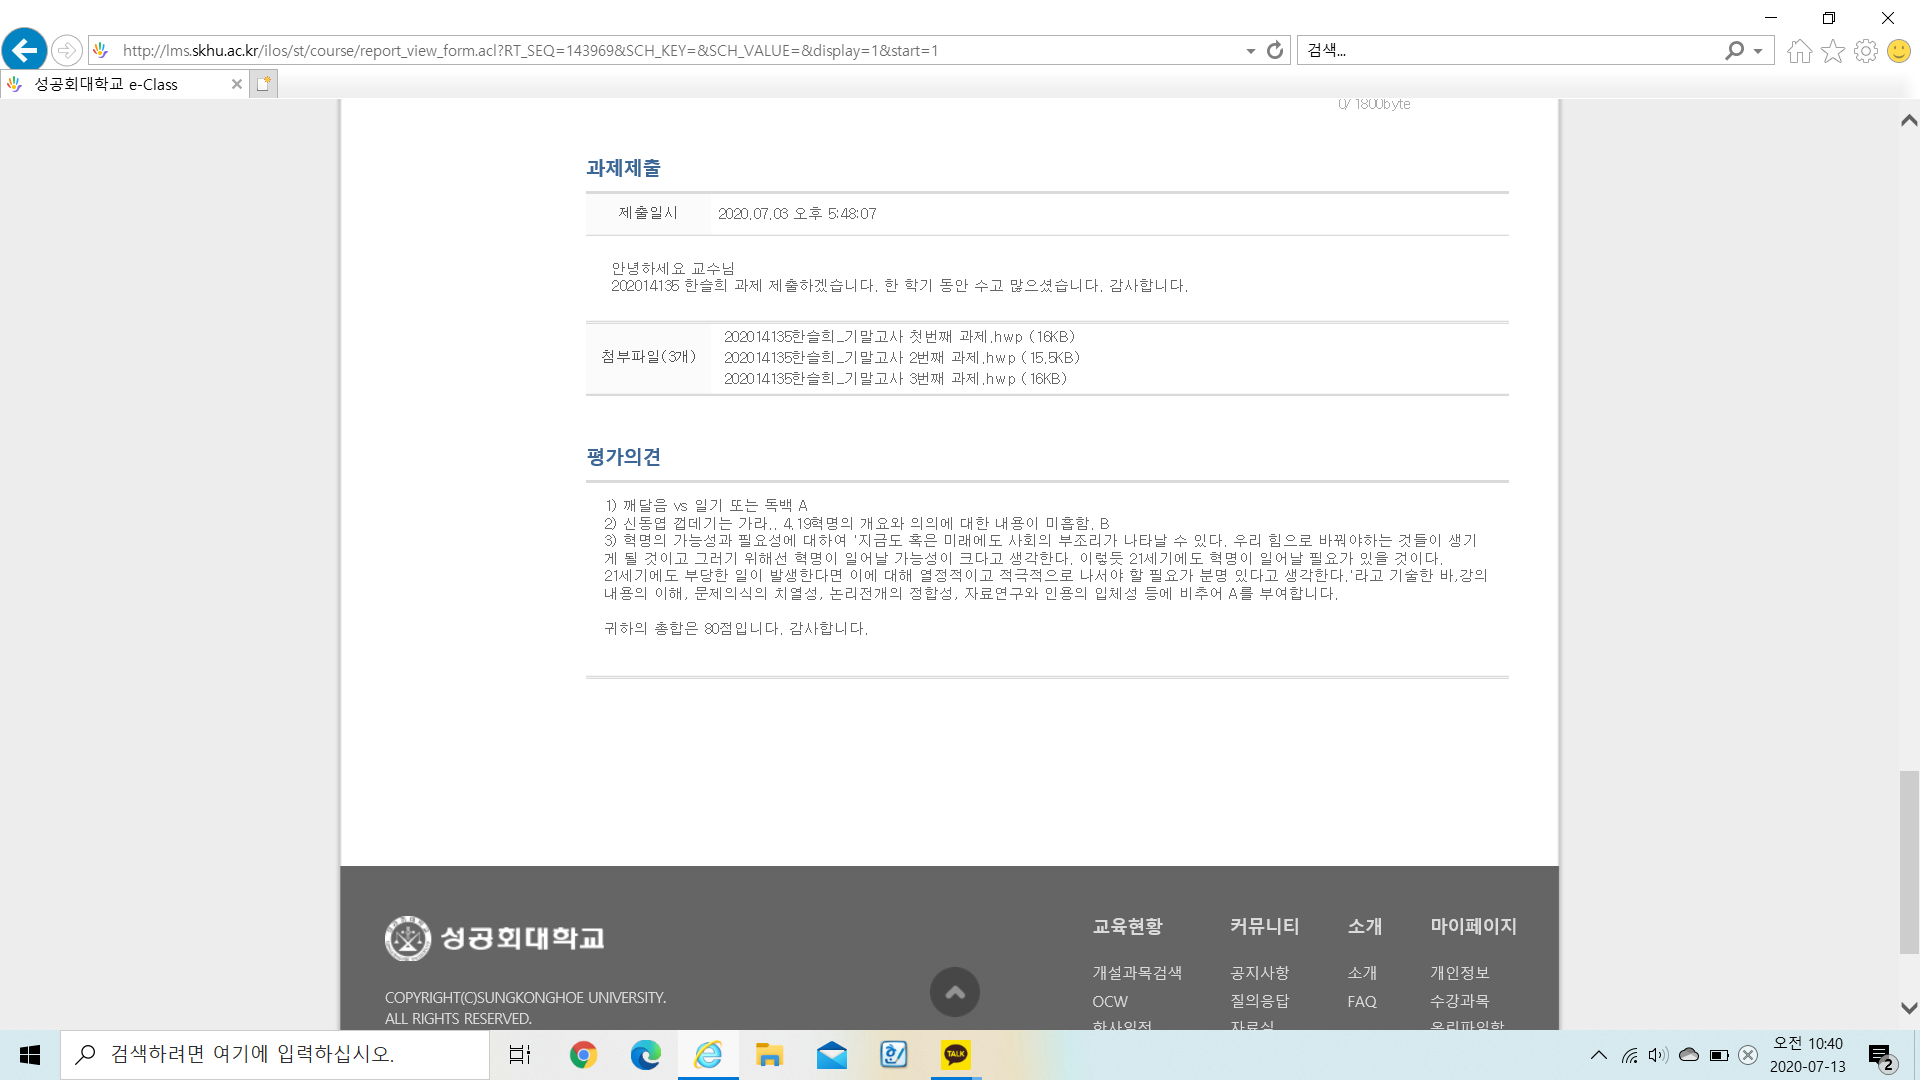 http://lms.skhu.ac.kr/ilos/st/course/report_view_form.acl?RT_SEQ=143969&SCH_KEY=&SCH_VALUE=&display=1&start=1
검색...
성공회대학교 e-Class
0/ 1800byte
과제제출
제출일시 2020.07.03 오후 5:48:07
안녕하세요 교수님
202014135 한슬희 과제 제출하겠습니다. 한 학기 동안 수고 많으셨습니다. 감사합니다.
첨부파일(3개)
202014135한슬희_기말고사 첫번째 과제.hwp (16KB)
202014135한슬희_기말고사 2번째 과제.hwp (15.5KB)
202014135한슬희_기말고사 3번째 과제.hwp (16KB)
평가의견
1) 깨달음 vs 일기 또는 독백 A
2) 신동엽 껍데기는 가라.. 4.19혁명의 개요와 의의에 대한 내용이 미흡함. B
3) 혁명의 가능성과 필요성에 대하여 '지금도 혹은 미래에도 사회의 부조리가 나타날 수 있다. 우리 힘으로 바꿔야하는 것들이 생기
게 될 것이고 그러기 위해선 혁명이 일어날 가능성이 크다고 생각한다. 이렇듯 21세기에도 혁명이 일어날 필요가 있을 것이다.
21세기에도 부당한 일이 발생한다면 이에 대해 열정적이고 적극적으로 나서야 할 필요가 분명 있다고 생각한다.'라고 기술한 바,강의
내용의 이해, 문제의식의 치열성, 논리전개의 정합성, 자료연구와 인용의 입체성 등에 비추어 A를 부여합니다.
귀하의 총합은 80점입니다. 감사합니다.
성공회대학교
COPYRIGHT(C)SUNGKONGHOE UNIVERSITY.
ALL RIGHTS RESERVED.
교육현황 커뮤니티 소개 마이페이지
개설과목검색 공지사항 소개 개인정보
OCW 질의응답 FAQ 수강과목
학사일정 자료실
검색하려면 여기에 입력하십시오.
TALK
오전 10:40
2020-07-13
2